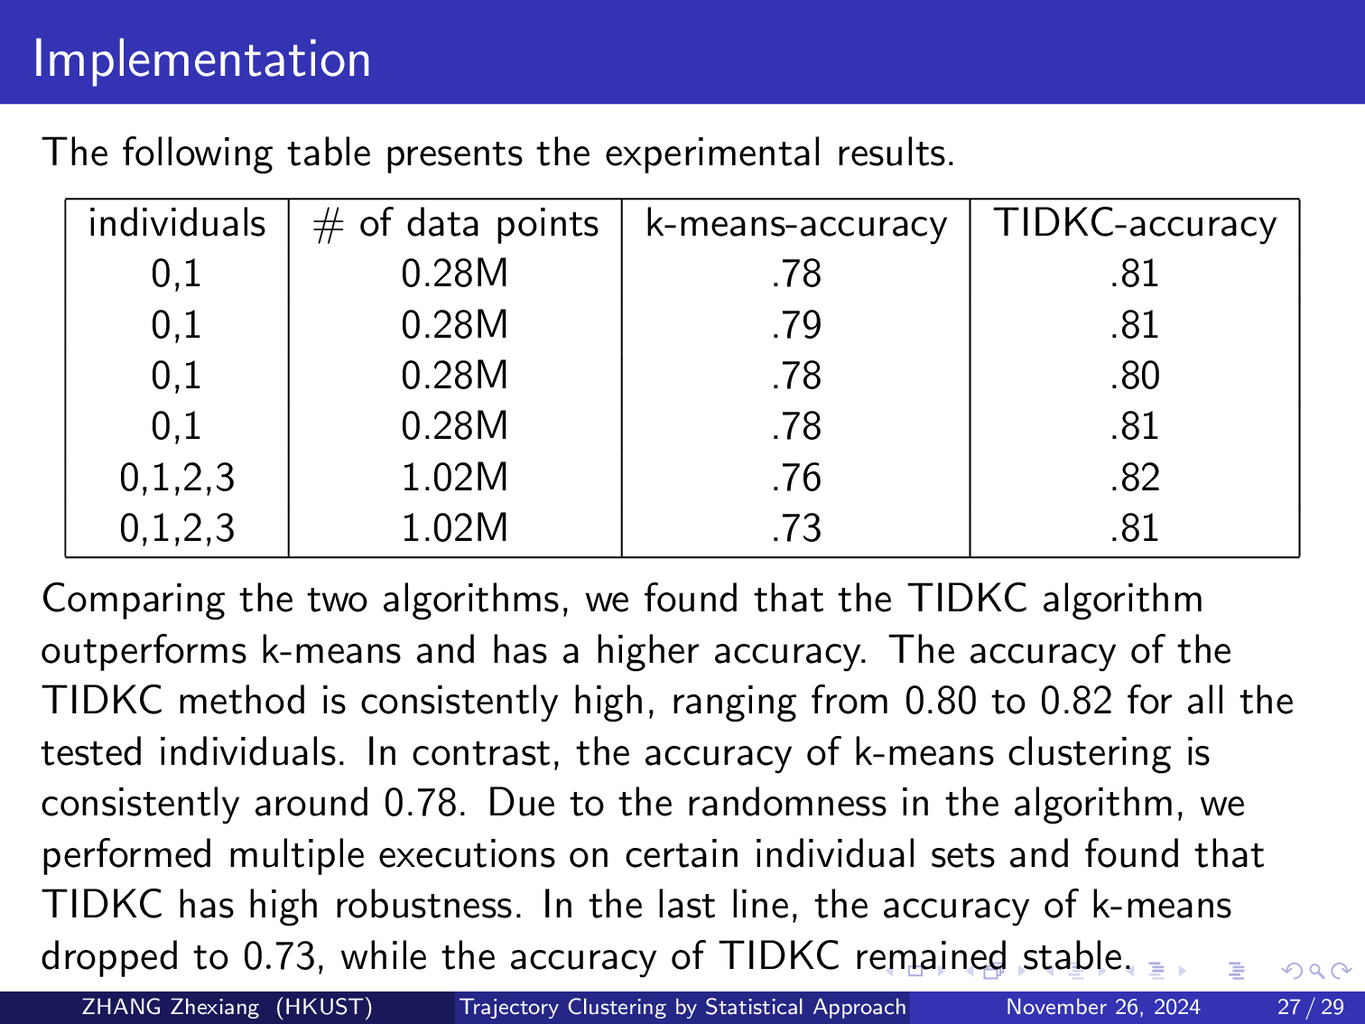 Implementation
The following table presents the experimental results.
individuals # of data points k-means-accuracy TIDKC-accuracy
0,1 0.28M .78 .81
0,1 0.28M .79 .81
0,1 0.28M .78 .80
0,1 0.28M .78 .81
0,1,2,3 1.02M .76 .82
0,1,2,3 1.02M .73 .81
Comparing the two algorithms, we found that the TIDKC algorithm
outperforms k-means and has a higher accuracy. The accuracy of the
TIDKC method is consistently high, ranging from 0.80 to 0.82 for all the
tested individuals. In contrast, the accuracy of k-means clustering is
consistently around 0.78. Due to the randomness in the algorithm, we
performed multiple executions on certain individual sets and found that
TIDKC has high robustness. In the last line, the accuracy of k-means
dropped to 0.73, while the accuracy of TIDKC remained stable.
ZHANG Zhexiang (HKUST) Trajectory Clustering by Statistical Approach November 26, 2024 27 / 29